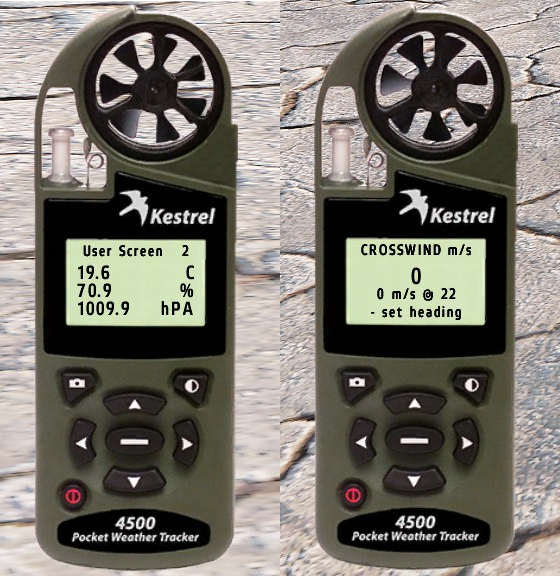 Kestrel
User Screen 2
19.6 C
70.9 %
1009.9 hPA
4500
Pocket Weather Tracker
Kestrel
CROSSWIND m/s
0
0 m/s @ 22
- set heading
4500
Pocket Weather Tracker